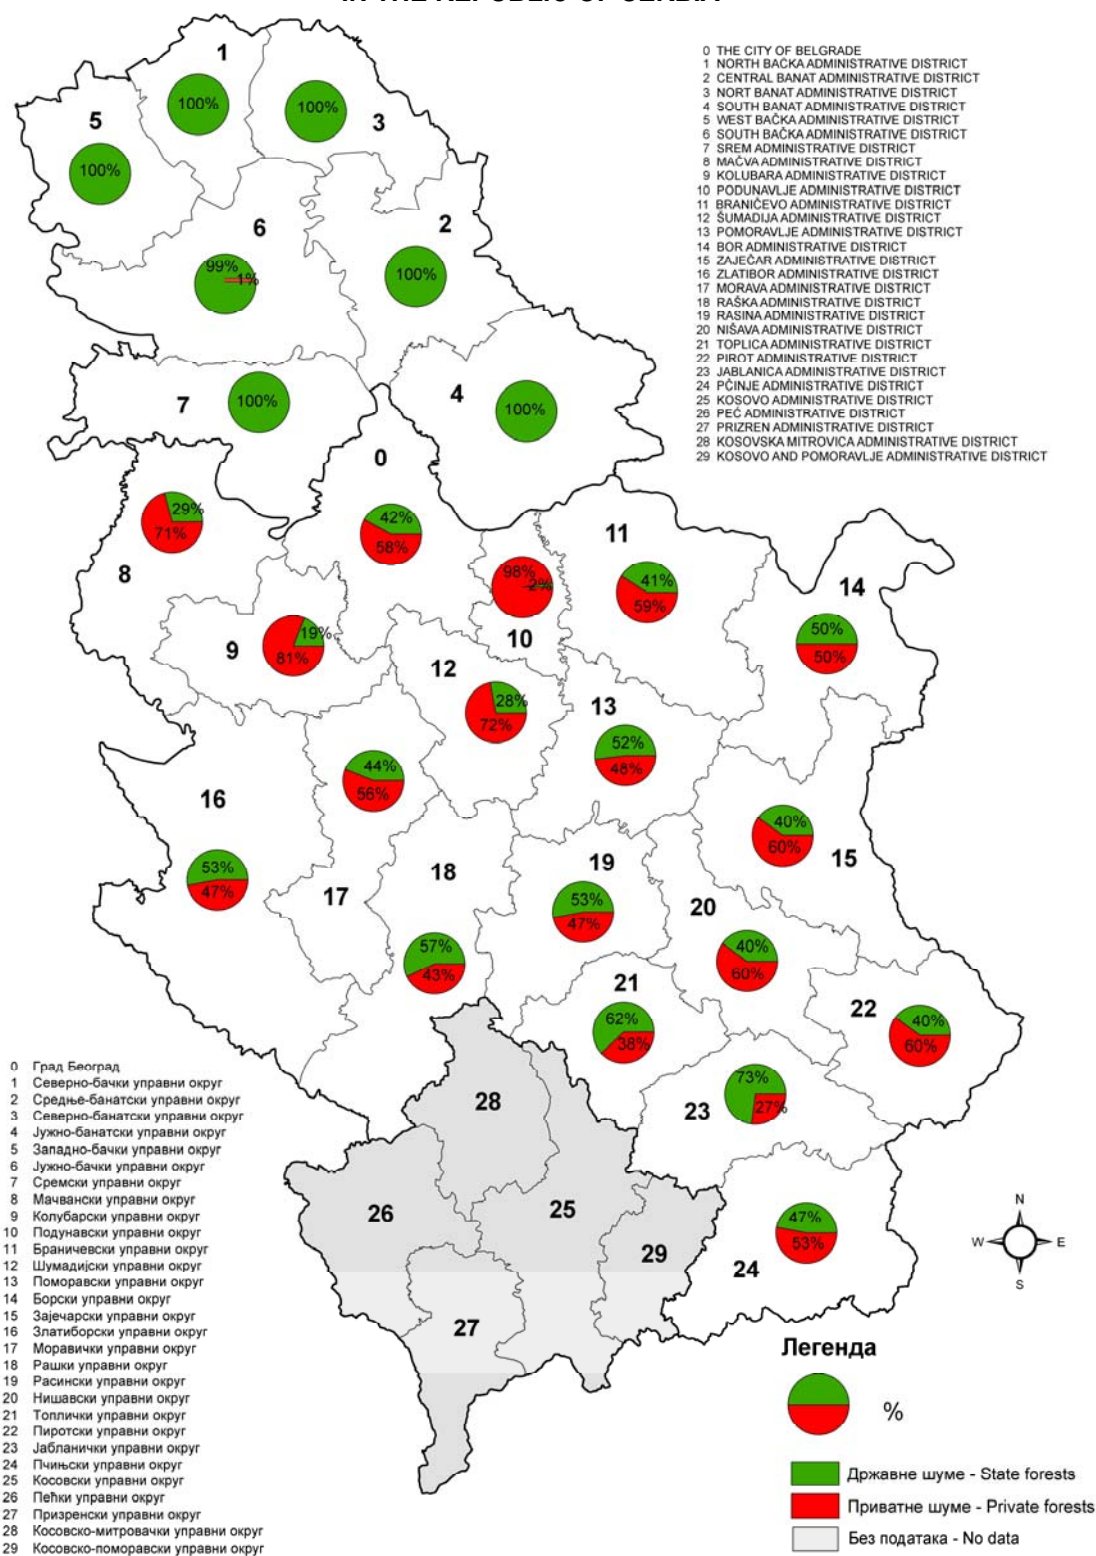 IN THE REPUBLIC OF SERBIA
0 THE CITY OF BELGRADE
1 NORTH BAČKA ADMINISTRATIVE DISTRICT
2 CENTRAL BANAT ADMINISTRATIVE DISTRICT
3 NORT BANAT ADMINISTRATIVE DISTRICT
4 SOUTH BANAT ADMINISTRATIVE DISTRICT
5 WEST BAČKA ADMINISTRATIVE DISTRICT
6 SOUTH BAČKA ADMINISTRATIVE DISTRICT
7 SREM ADMINISTRATIVE DISTRICT
8 MAČVA ADMINISTRATIVE DISTRICT
9 KOLUBARA ADMINISTRATIVE DISTRICT
10 PODUNAVLJE ADMINISTRATIVE DISTRICT
11 BRANIČEVO ADMINISTRATIVE DISTRICT
12 ŠUMADIJA ADMINISTRATIVE DISTRICT
13 POMORAVLJE ADMINISTRATIVE DISTRICT
14 BOR ADMINISTRATIVE DISTRICT
15 ZAJEČAR ADMINISTRATIVE DISTRICT
16 ZLATIBOR ADMINISTRATIVE DISTRICT
17 MORAVA ADMINISTRATIVE DISTRICT
18 RAŠKA ADMINISTRATIVE DISTRICT
19 RASINA ADMINISTRATIVE DISTRICT
20 NIŠAVA ADMINISTRATIVE DISTRICT
21 TOPLICA ADMINISTRATIVE DISTRICT
22 PIROT ADMINISTRATIVE DISTRICT
23 JABLANICA ADMINISTRATIVE DISTRICT
24 PČINJE ADMINISTRATIVE DISTRICT
25 KOSOVO ADMINISTRATIVE DISTRICT
26 PEĆ ADMINISTRATIVE DISTRICT
27 PRIZREN ADMINISTRATIVE DISTRICT
28 KOSOVSKA MITROVICA ADMINISTRATIVE DISTRICT
29 KOSOVO AND POMORAVLJE ADMINISTRATIVE DISTRICT
1
100%
3
100%
5
100%
6
99%
1%
2
100%
7
100%
4
100%
0
42%
58%
8
29%
71%
9
19%
81%
10
98%
2%
11
41%
59%
14
50%
50%
12
28%
72%
13
52%
48%
44%
56%
17
16
53%
47%
15
40%
60%
18
57%
43%
19
53%
47%
20
40%
60%
21
62%
38%
22
40%
60%
23
73%
27%
24
47%
53%
28
26
25
29
27
0 Град Београд
1 Северно-бачки управни округ
2 Средње-банатски управни округ
3 Северно-банатски управни округ
4 Јужно-банатски управни округ
5 Западно-бачки управни округ
6 Јужно-бачки управни округ
7 Сремски управни округ
8 Мачвански управни округ
9 Колубарски управни округ
10 Подунавски управни округ
11 Браничевски управни округ
12 Шумадијски управни округ
13 Поморавски управни округ
14 Борски управни округ
15 Зајечарски управни округ
16 Златиборски управни округ
17 Моравички управни округ
18 Рашки управни округ
19 Расински управни округ
20 Нишавски управни округ
21 Топлички управни округ
22 Пиротски управни округ
23 Јабланички управни округ
24 Пчињски управни округ
25 Косовски управни округ
26 Пећки управни округ
27 Призренски управни округ
28 Косовско-митровачки управни округ
29 Косовско-поморавски управни округ
N
W E
S
Легенда
%
Државне шуме - State forests
Приватне шуме - Private forests
Без података - No data